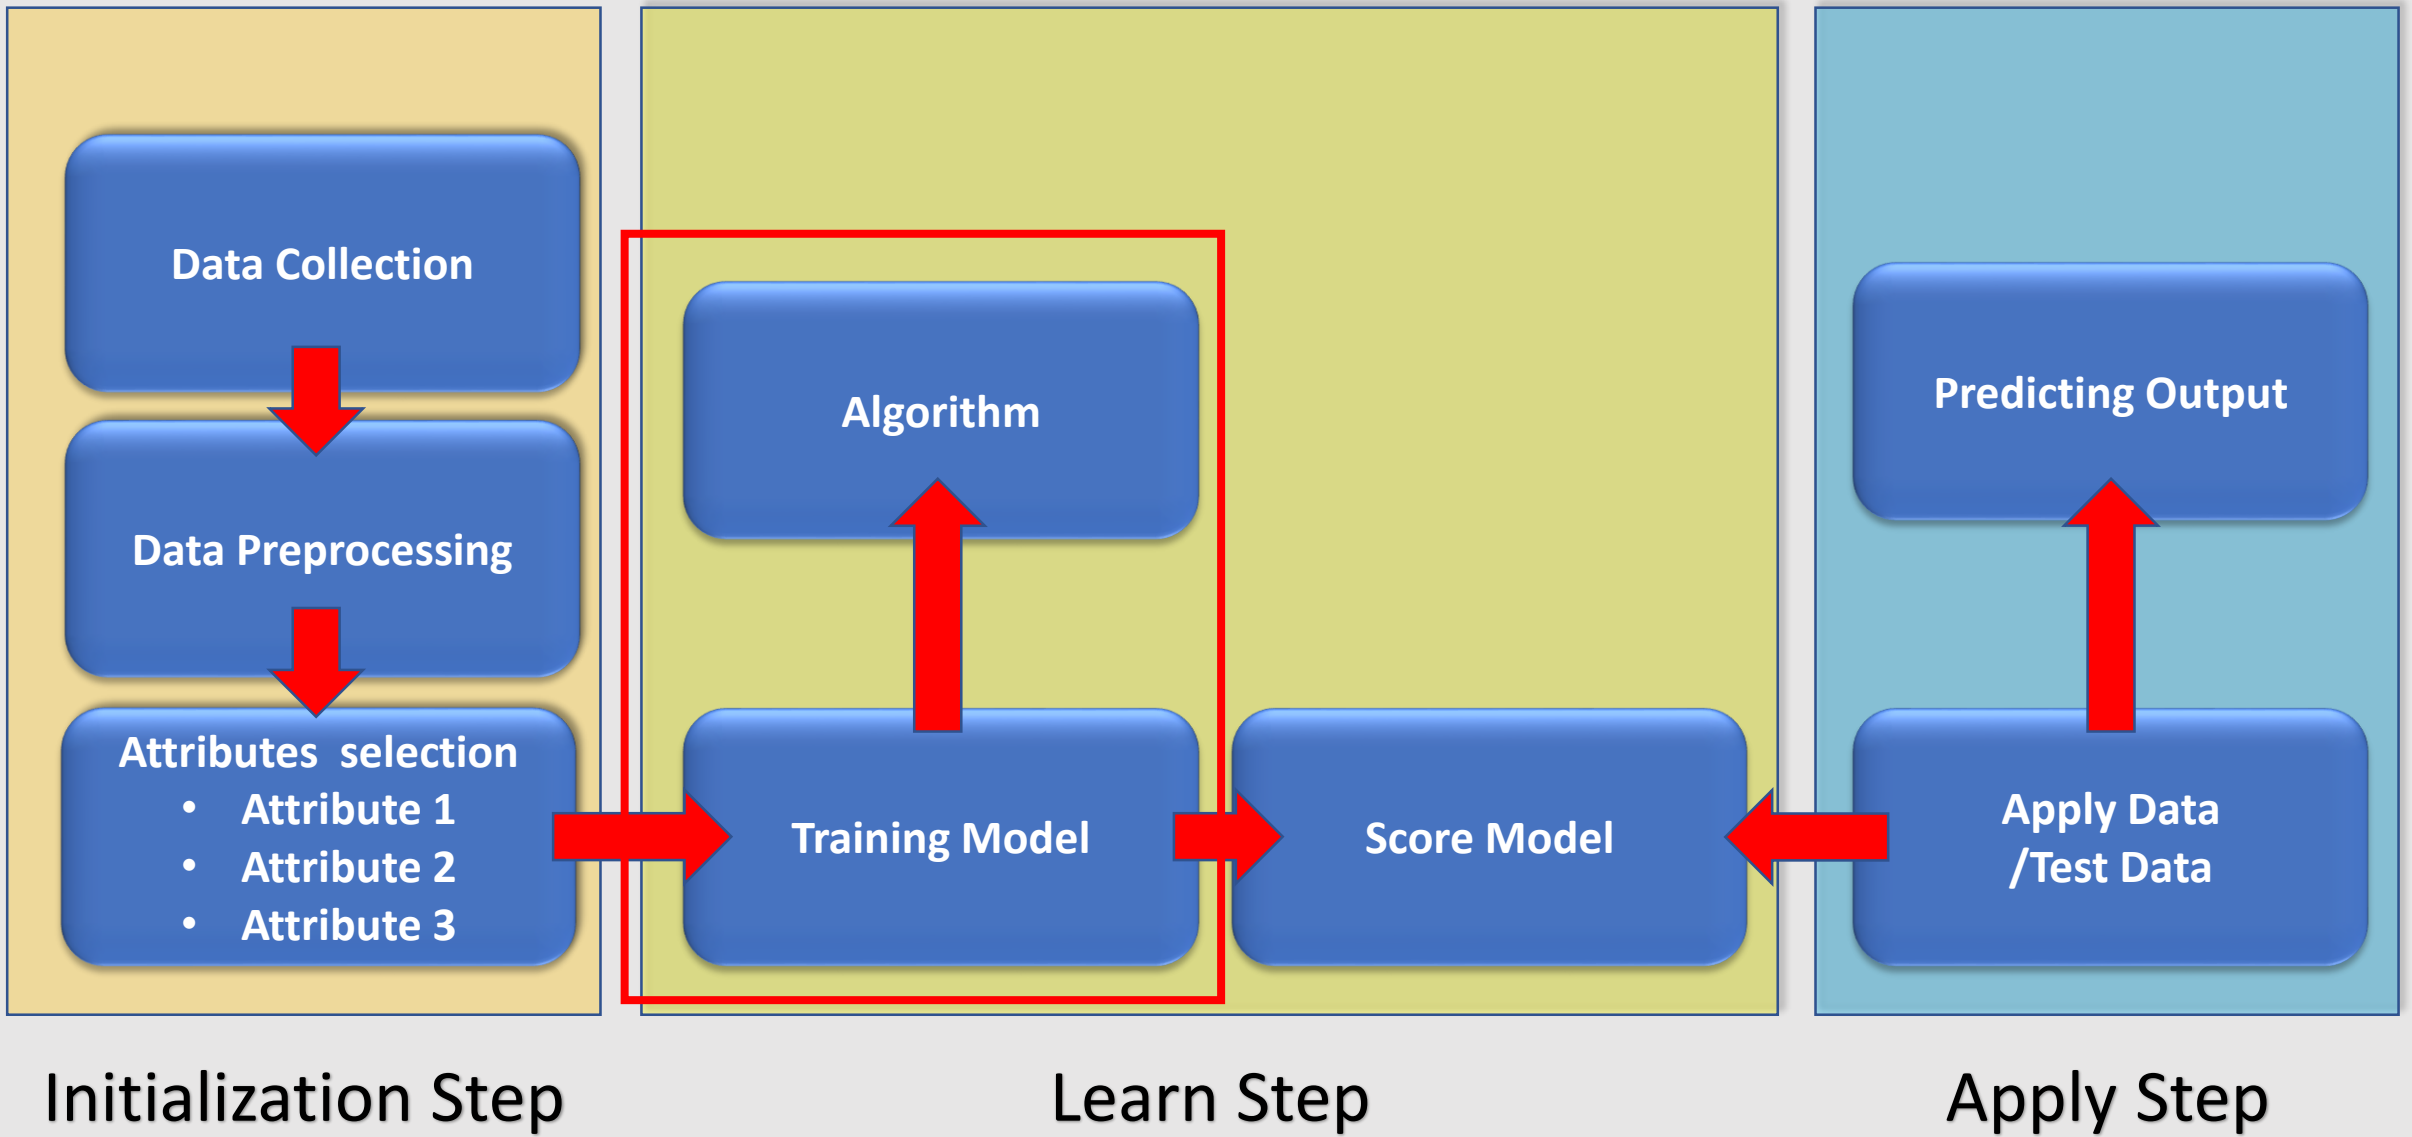 Data Collection
Data Preprocessing
Attributes selection
• Attribute 1
• Attribute 2
• Attribute 3
Algorithm
Training Model
Score Model
Predicting Output
Apply Data
/Test Data
Initialization Step
Learn Step
Apply Step